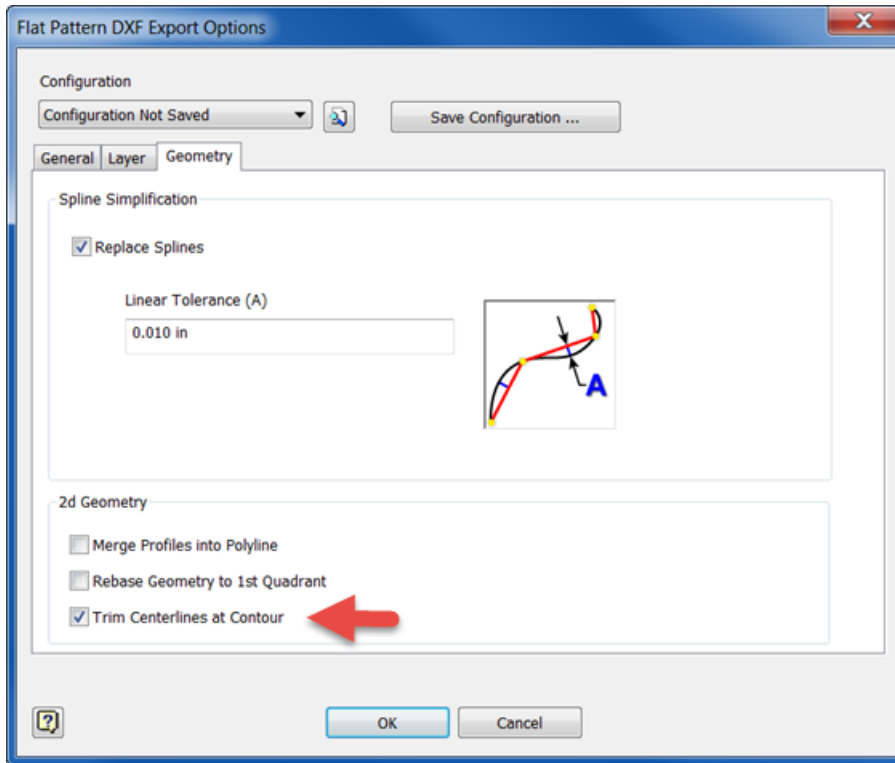 Flat Pattern DXF Export Options
Configuration
Configuration Not Saved
Save Configuration ...
General Layer Geometry
Spline Simplification
Replace Splines
Linear Tolerance (A)
0.010 in
A
2d Geometry
Merge Profiles into Polyline
Rebase Geometry to 1st Quadrant
Trim Centerlines at Contour
? OK Cancel